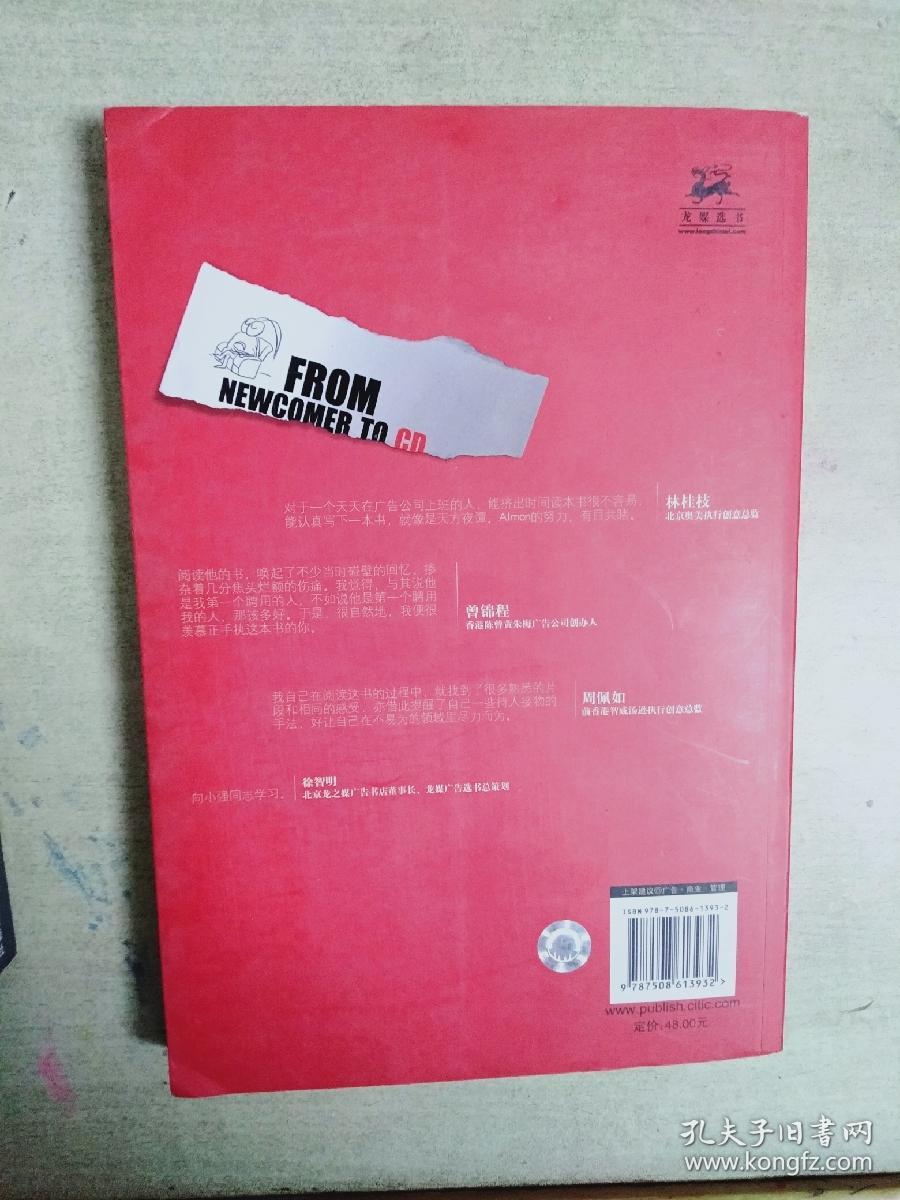 龙媒选书
FROM
NEWCOMER TO CD
对于一个天天在广告公司上班的人，能挤出时间读本书很不容易，
能认真写下一本书，就像是天方夜谭，Almon的努力，有目共睹。
林桂枝
北京奥美执行创意总监
阅读他的书，唤起了不少当时碰壁的回忆，掺
杂着几分焦头烂额的伤痛。我觉得，与其说他
是我第一个聘用的人，不如说他是第一个聘用
我的人，那该多好。于是，很自然地，我便很
羡慕正手执这本书的你。
曾锦程
香港陈曾黄朱梅广告公司创办人
我自己在阅读这书的过程中，就找到了很多熟悉的片
段和相同的感受，亦借此提醒了自己一些待人接物的
手法，好让自己在不易为的领域里尽力而为。
周佩如
前香港智威汤逊执行创意总监
向小强同志学习。
徐智明
北京龙之媒广告书店董事长、龙媒广告选书总策划
上架建议◎广告·商业·管理
ISBN 978-7-5086-1393-2
9 787508 613932 >
www.publish.citic.com
定价：48.00元
孔夫子旧书网
www.kongfz.com